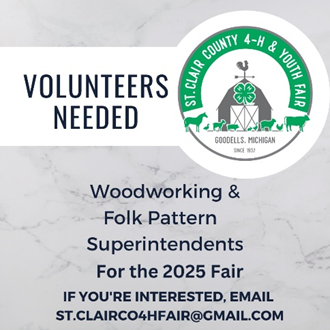 VOLUNTEERS
NEEDED
ST.CLAIR COUNTY 4-H & YOUTH FAIR
GOODELLS, MICHIGAN
SINCE 1937
Woodworking &
Folk Pattern
Superintendents
For the 2025 Fair
IF YOU'RE INTERESTED, EMAIL
ST.CLAIRCO4HFAIR@GMAIL.COM